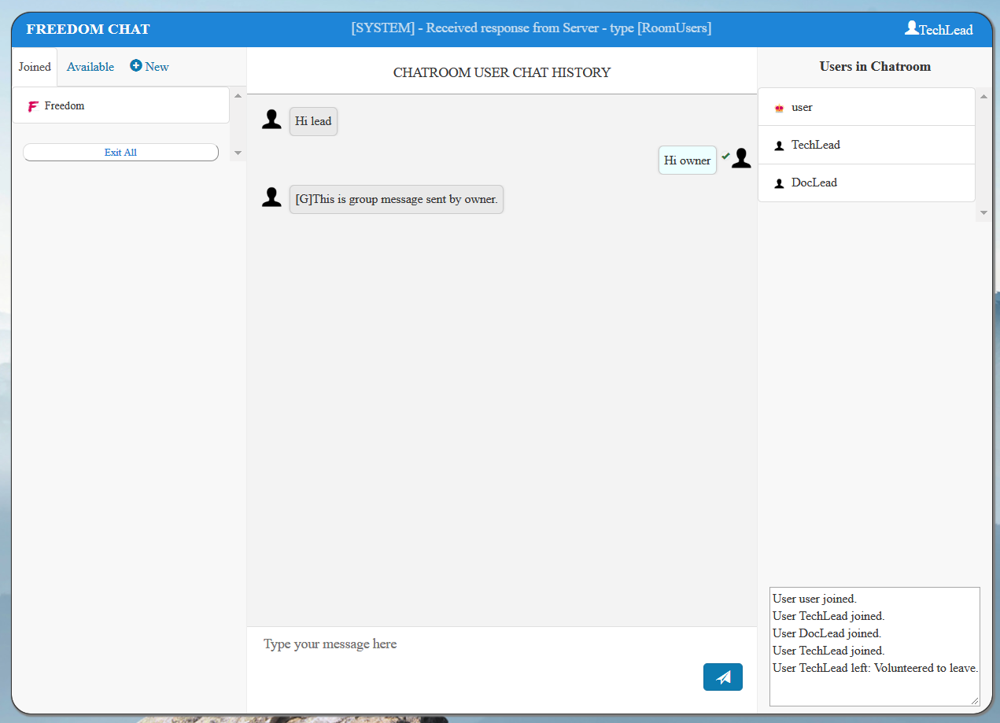 FREEDOM CHAT
[SYSTEM] - Received response from Server - type [RoomUsers]
TechLead
Joined
Available
New
Freedom
Exit All
CHATROOM USER CHAT HISTORY
Hi lead
Hi owner
[G]This is group message sent by owner.
Type your message here
Users in Chatroom
user
TechLead
DocLead
User user joined.
User TechLead joined.
User DocLead joined.
User TechLead joined.
User TechLead left: Volunteered to leave.